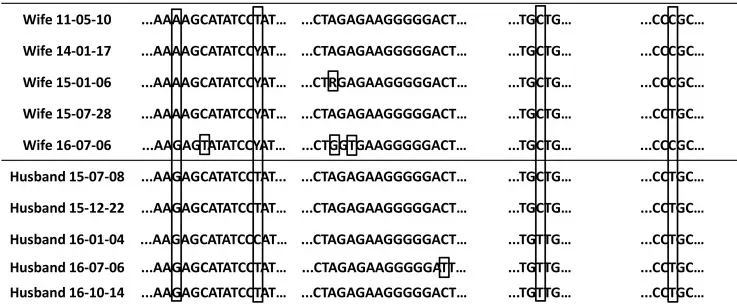 Wife 11-05-10 ...AAAAGCATATCCTAT... ...CTAGAGAAGGGGGACT... ...TGCTG... ...CCCGC...
Wife 14-01-17 ...AAAAGCATATCCYAT... ...CTAGAGAAGGGGGACT... ...TGCTG... ...CCCGC...
Wife 15-01-06 ...AAAAGCATATCCYAT... ...CTRGAGAAGGGGGACT... ...TGCTG... ...CCCGC...
Wife 15-07-28 ...AAAAGCATATCCYAT... ...CTAGAGAAGGGGGACT... ...TGCTG... ...CCTGC...
Wife 16-07-06 ...AAGAGTATATCCYAT... ...CTGGTGAAGGGGGACT... ...TGCTG... ...CCCGC...
Husband 15-07-08 ...AAGAGCATATCCTAT... ...CTAGAGAAGGGGGACT... ...TGCTG... ...CCTGC...
Husband 15-12-22 ...AAGAGCATATCCTAT... ...CTAGAGAAGGGGGACT... ...TGCTG... ...CCTGC...
Husband 16-01-04 ...AAGAGCATATCCCAT... ...CTAGAGAAGGGGGACT... ...TGTTG... ...CCTGC...
Husband 16-07-06 ...AAGAGCATATCCTAT... ...CTAGAGAAGGGGGATT... ...TGTTG... ...CCTGC...
Husband 16-10-14 ...AAGAGCATATCCTAT... ...CTAGAGAAGGGGGACT... ...TGTTG... ...CCTGC...